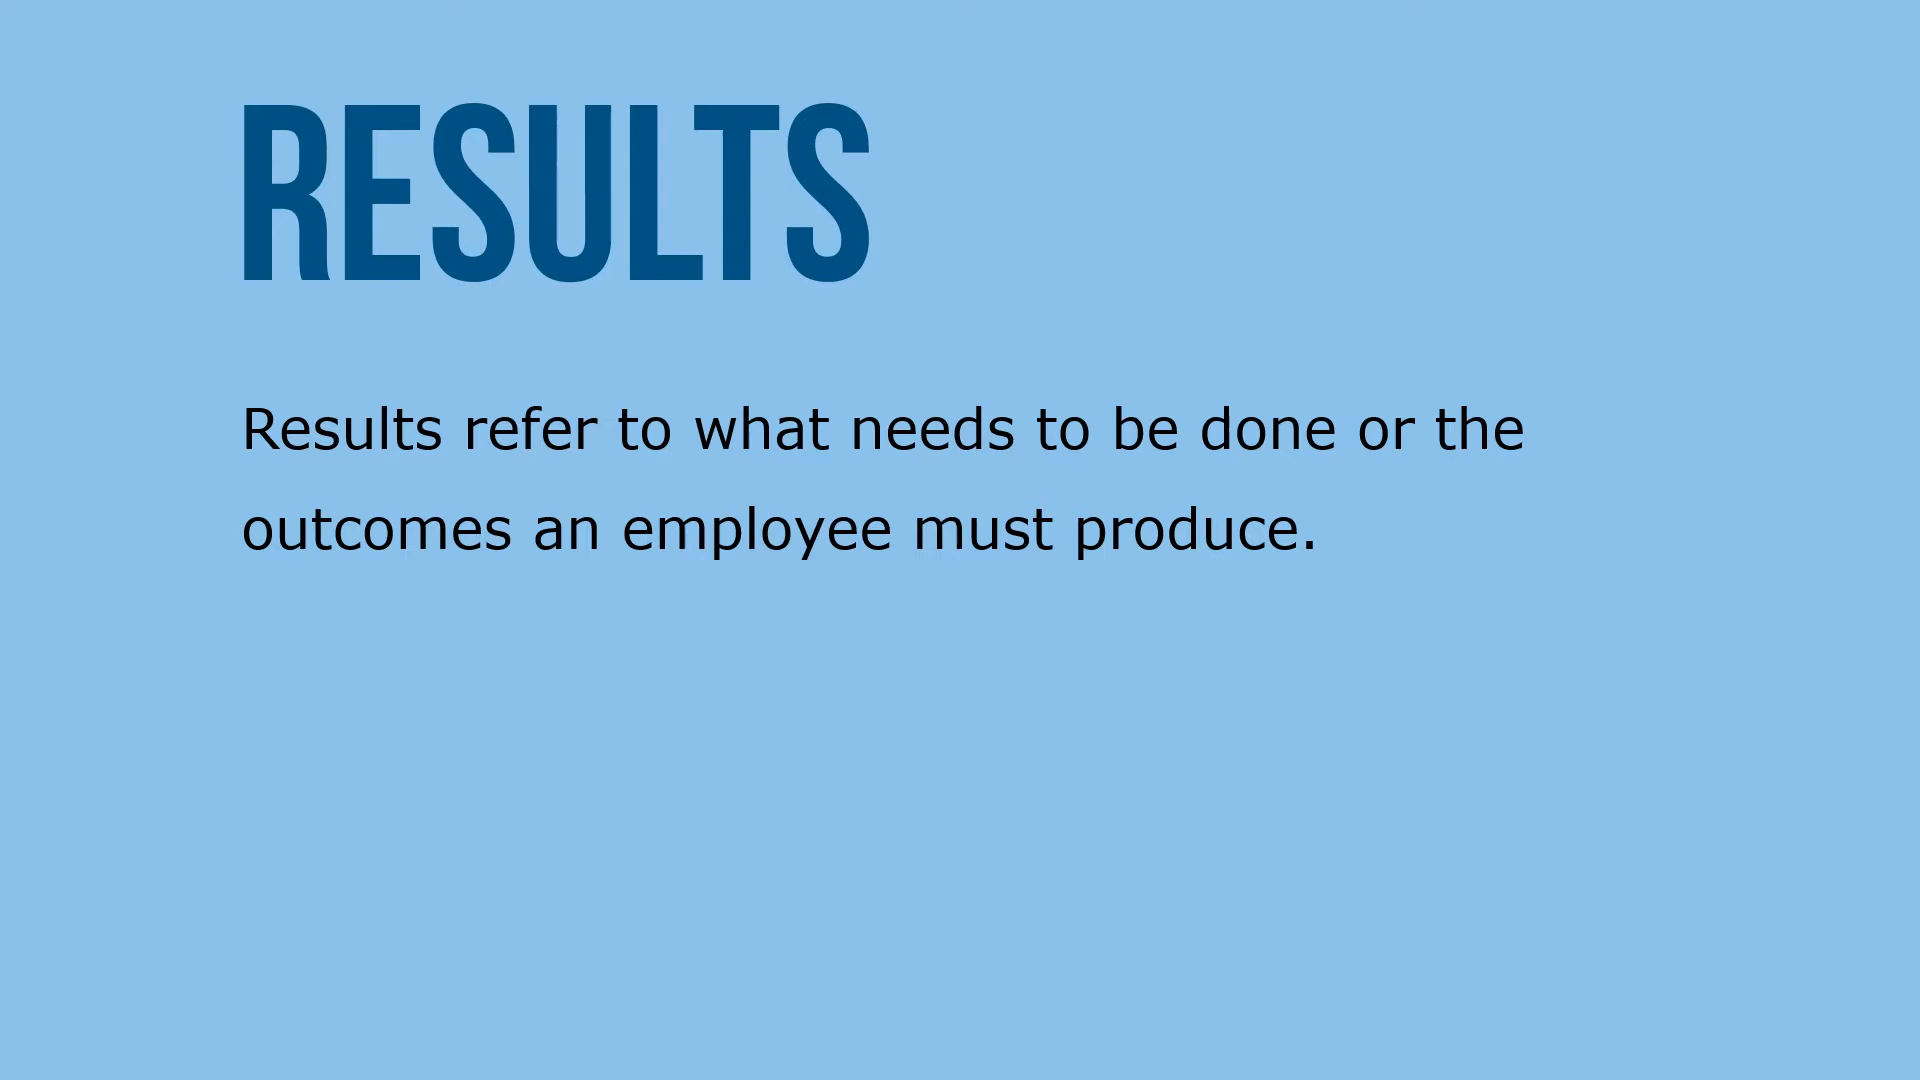 RESULTS
Results refer to what needs to be done or the
outcomes an employee must produce.